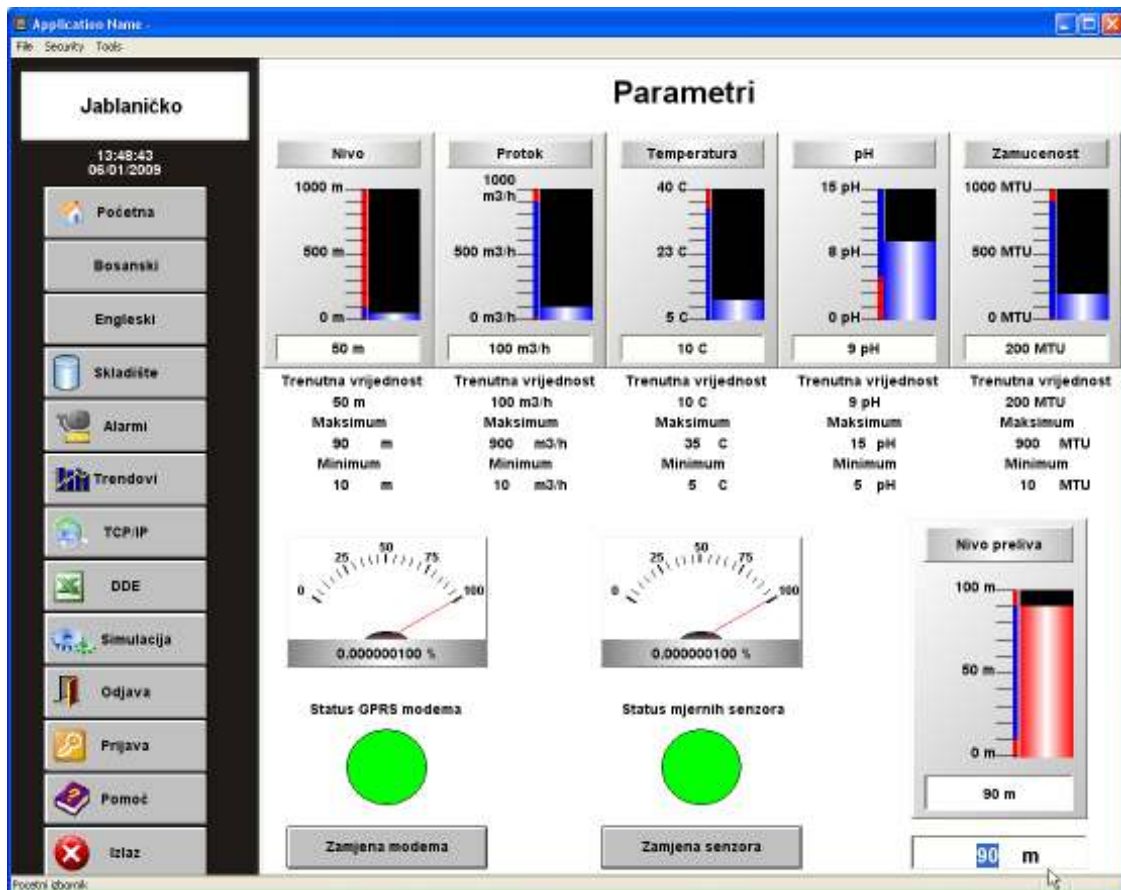 Application Name -
File Security Tools
Jablaničko
13:48:43
06/01/2009
Početna
Bosanski
Engleski
Skladište
Alarmi
Trendovi
TCP/IP
DDE
Simulacija
Odjava
Prijava
Pomoč
Izlaz
Parametri
Nivo
1000 m
500 m
0 m
50 m
Trenutna vrijednost
50 m
Maksimum
90 m
Minimum
10 m
Protok
1000
m3/h
500 m3/h
0 m3/h
100 m3/h
Trenutna vrijednost
100 m3/h
Maksimum
900 m3/h
Minimum
10 m3/h
Temperatura
40 C
23 C
5 C
10 C
Trenutna vrijednost
10 C
Maksimum
35 C
Minimum
5 C
pH
15 pH
8 pH
0 pH
9 pH
Trenutna vrijednost
9 pH
Maksimum
15 pH
Minimum
5 pH
Zamucenost
1000 MTU
500 MTU
0 MTU
200 MTU
Trenutna vrijednost
200 MTU
Maksimum
900 MTU
Minimum
10 MTU
0 25 50 75 100
0.000000100 %
Status GPRS modema
Zamjena modema
0 25 50 75 100
0.000000100 %
Status mjernih senzora
Zamjena senzora
Nivo preliva
100 m
50 m
0 m
90 m
90 m
Pocetni izbornik